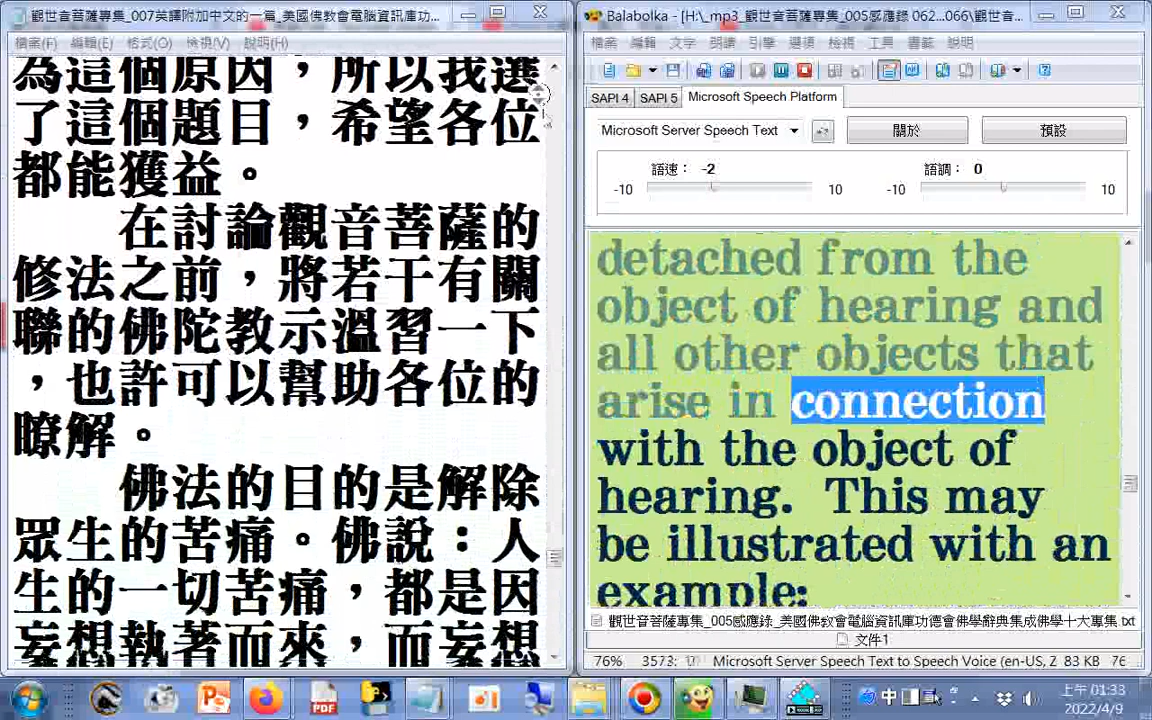 觀世音菩薩專集_007英譯附加中文的一篇_美國佛教會電腦資訊庫功...
檔案(F) 編輯(E) 格式(O) 檢視(V) 說明(H)
為這個原因，所以我選
了這個題目，希望各位
都能獲益。
在討論觀音菩薩的
修法之前，將若干有關
聯的佛陀教示溫習一下
，也許可以幫助各位的
瞭解。
佛法的目的是解除
眾生的苦痛。佛說：人
生的一切苦痛，都是因
妄想執著而來，而妄想
Balabolka - [H:\_mp3_觀世音菩薩專集_005感應錄 062...066\觀世音...
檔案 編輯 文字 朗讀 引擎 選項 檢視 工具 書籤 說明
SAPI 4 SAPI 5 Microsoft Speech Platform
Microsoft Server Speech Text 關於 預設
語速： -2 語調： 0
-10 10 -10 10
detached from the
object of hearing and
all other objects that
arise in connection
with the object of
hearing. This may
be illustrated with an
example:
觀世音菩薩專集_005感應錄_美國佛教會電腦資訊庫功德會佛學辭典集成佛學十大專集 txt
文件1
76% 3573: Microsoft Server Speech Text to Speech Voice (en-US, Z 83 KB 76
PDF 中 上午 01:33
2022/4/9